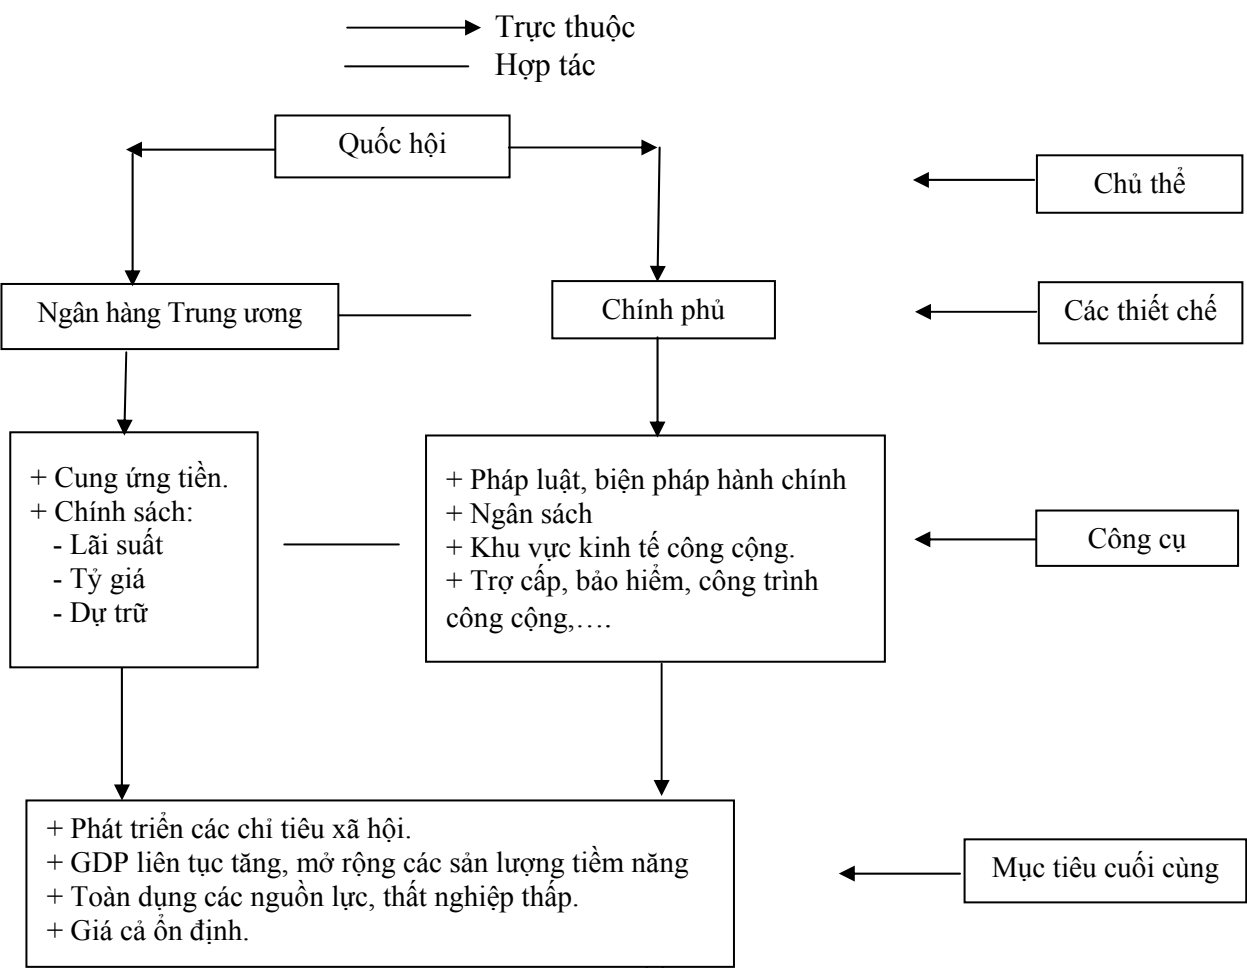 Trực thuộc
Hợp tác
Quốc hội
Chủ thể
Ngân hàng Trung ương
Chính phủ
Các thiết chế
+ Cung ứng tiền.
+ Chính sách:
- Lãi suất
- Tỷ giá
- Dự trữ
+ Pháp luật, biện pháp hành chính
+ Ngân sách
+ Khu vực kinh tế công cộng.
+ Trợ cấp, bảo hiểm, công trình
công cộng,….
Công cụ
+ Phát triển các chỉ tiêu xã hội.
+ GDP liên tục tăng, mở rộng các sản lượng tiềm năng
+ Toàn dụng các nguồn lực, thất nghiệp thấp.
+ Giá cả ổn định.
Mục tiêu cuối cùng